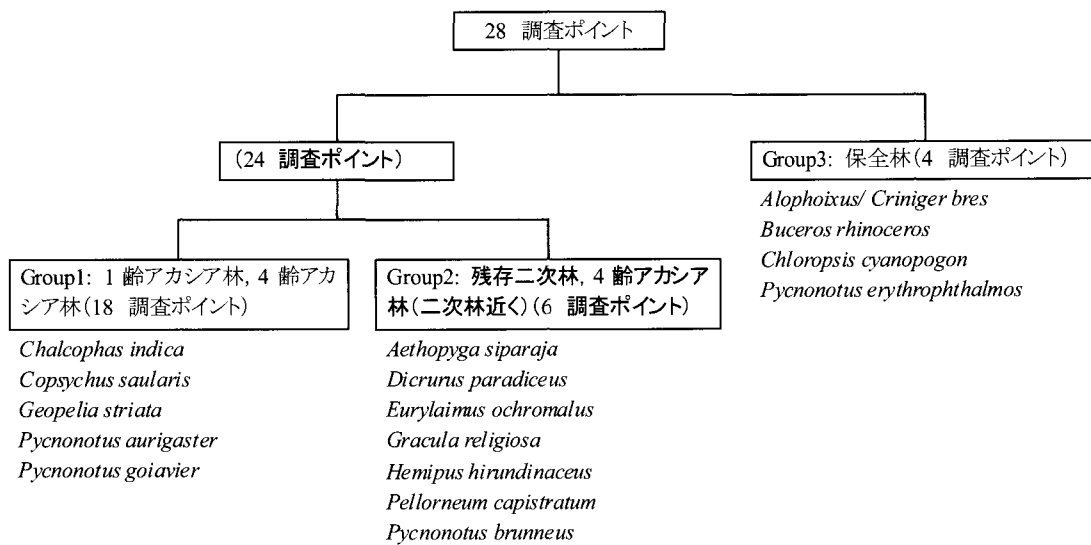 28 調査ポイント
(24 調査ポイント)
Group3: 保全林(4 調査ポイント)
Alophoixus/ Criniger bres
Buceros rhinoceros
Chloropsis cyanopogon
Pycnonotus erythrophthalmos
Group1: 1 齢アカシア林, 4 齢アカ
シア林(18 調査ポイント)
Chalcophas indica
Copsychus saularis
Geopelia striata
Pycnonotus aurigaster
Pycnonotus goiavier
Group2: 残存二次林, 4 齢アカシア
林(二次林近く) (6 調査ポイント)
Aethopyga siparaja
Dicrurus paradiceus
Eurylaimus ochromalus
Gracula religiosa
Hemipus hirundinaceus
Pellorneum capistratum
Pycnonotus brunneus